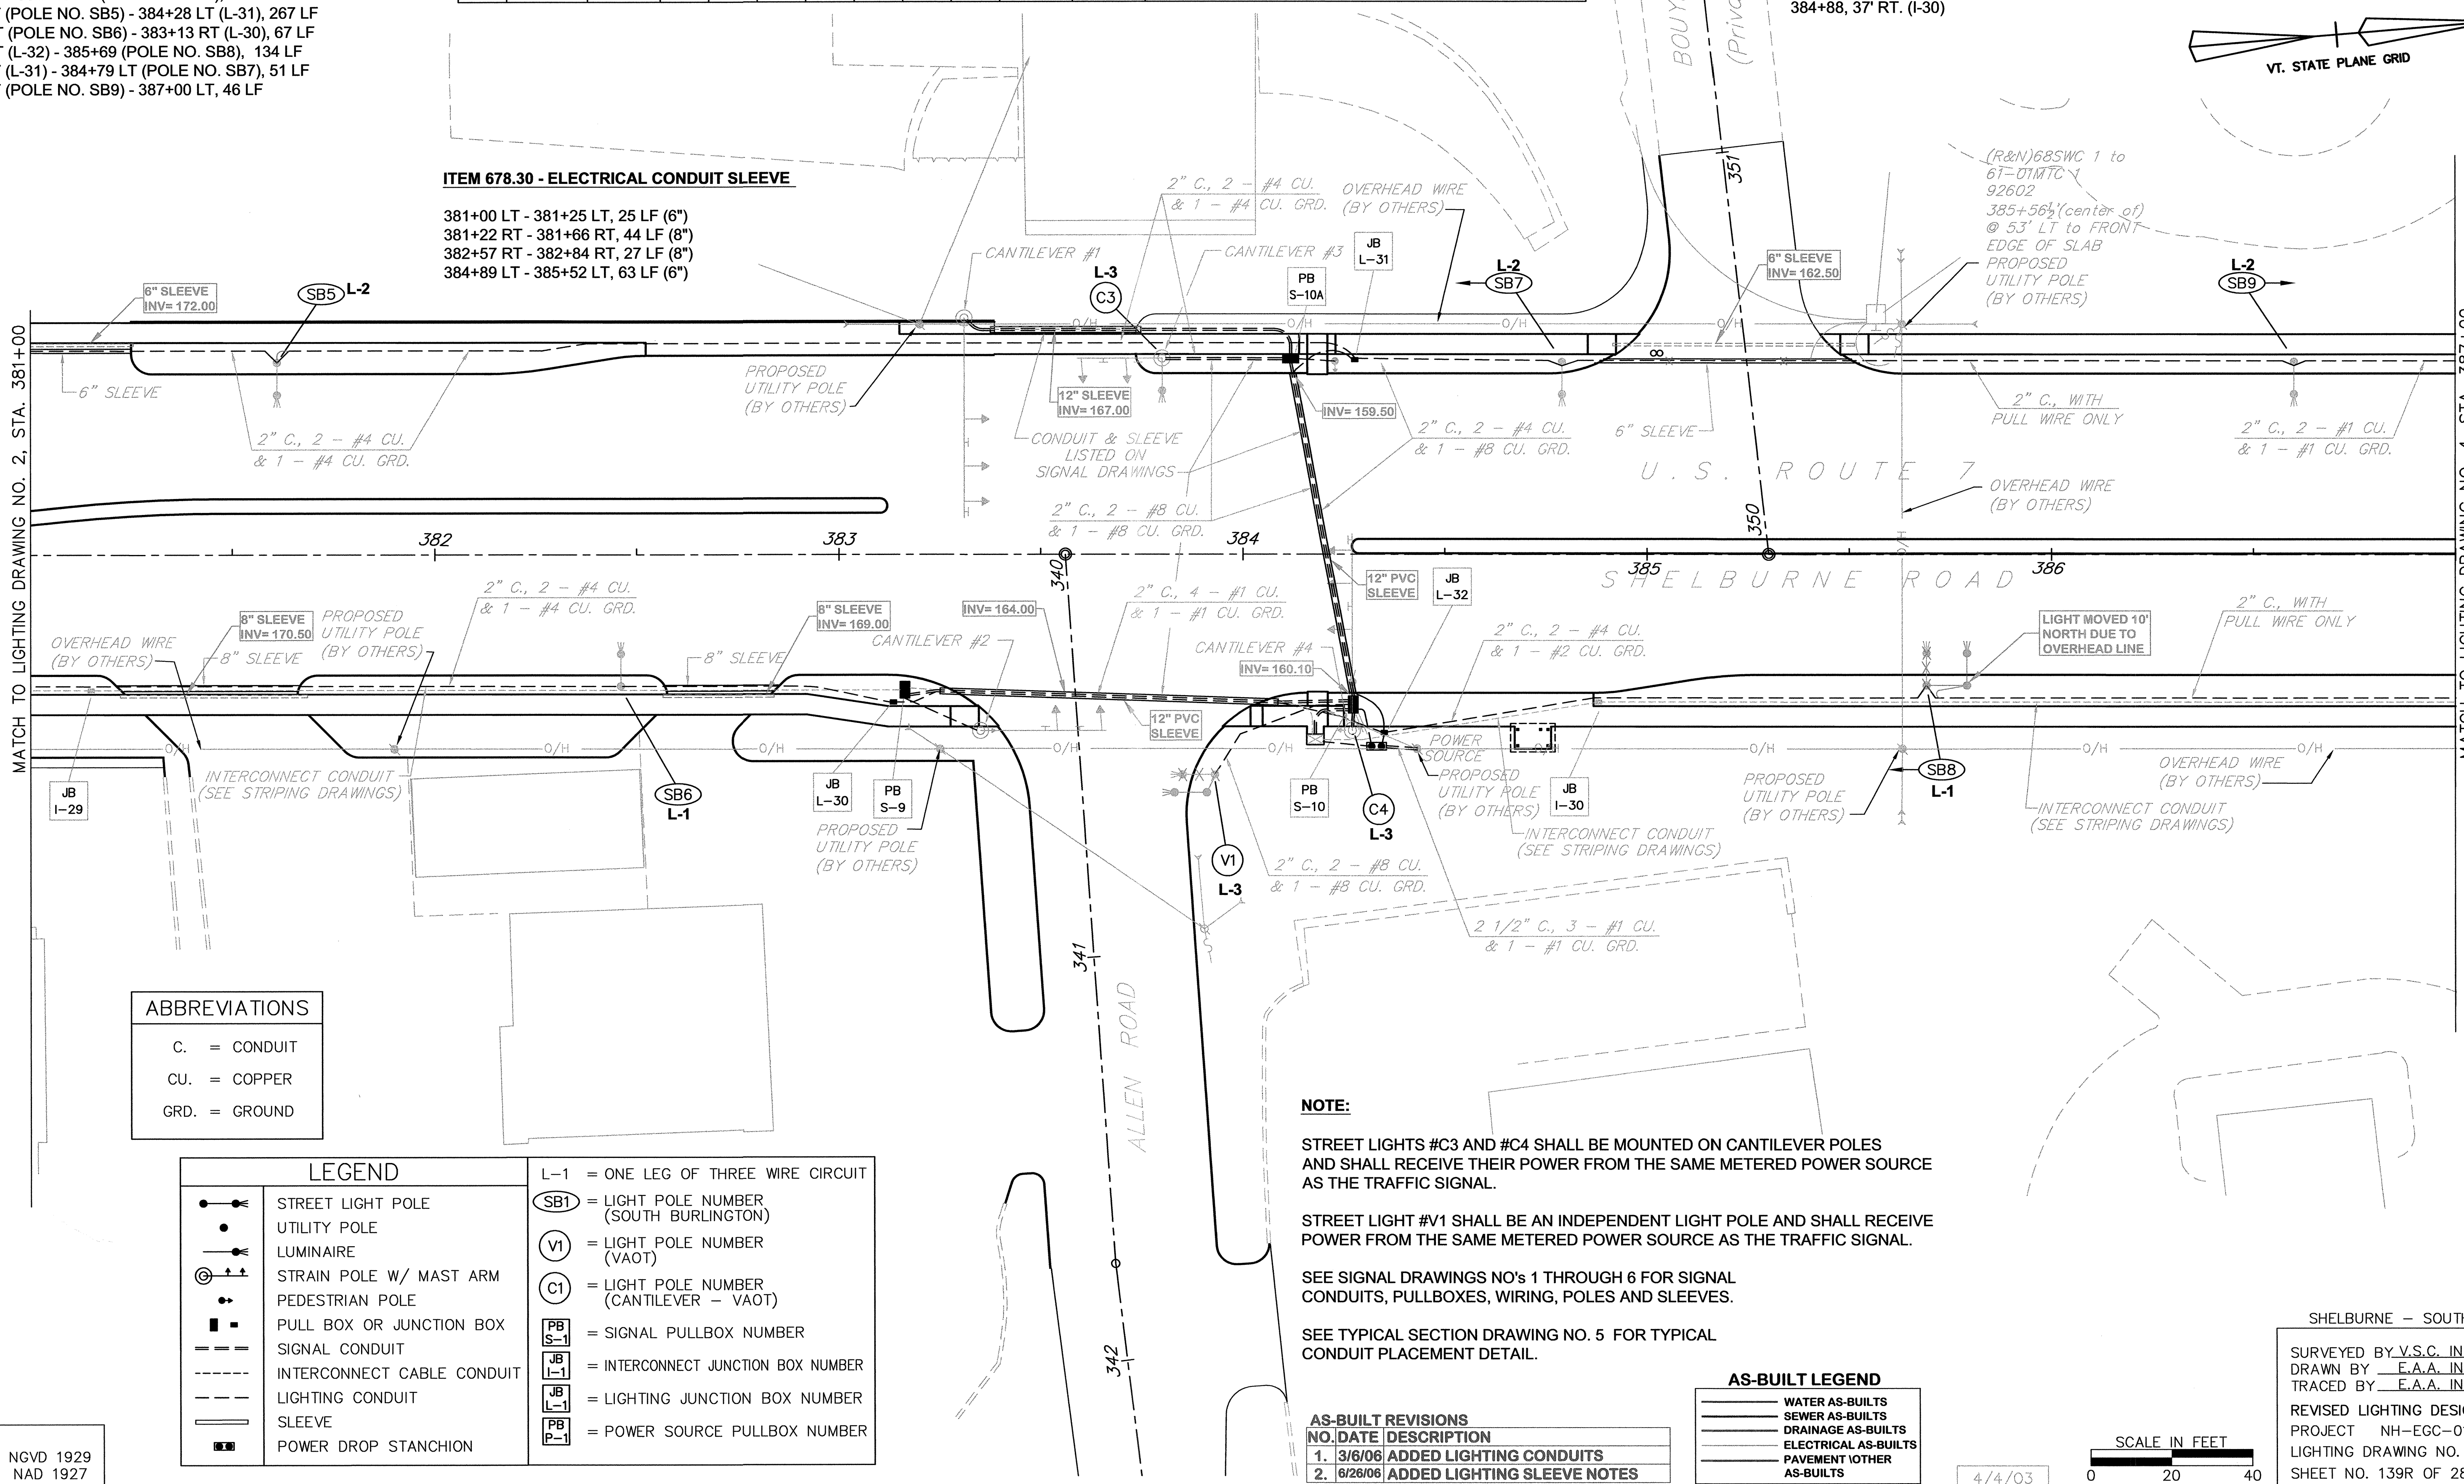 (POLE NO. SB5) - 384+28 LT (L-31), 267 LF
(POLE NO. SB6) - 383+13 RT (L-30), 67 LF
(L-32) - 385+69 (POLE NO. SB8), 134 LF
(L-31) - 384+79 LT (POLE NO. SB7), 51 LF
(POLE NO. SB9) - 387+00 LT, 46 LF
384+88, 37' RT. (I-30)
VT. STATE PLANE GRID
ITEM 678.30 - ELECTRICAL CONDUIT SLEEVE
381+00 LT - 381+25 LT, 25 LF (6")
381+22 RT - 381+66 RT, 44 LF (8")
382+57 RT - 382+84 RT, 27 LF (8")
384+89 LT - 385+52 LT, 63 LF (6")
2" C., 2 - #4 CU.
& 1 - #4 CU. GRD.
OVERHEAD WIRE
(BY OTHERS)
351
(R&N)68SWC 1 to
61-01MTC 1
92602
385+56½'(center of)
@ 53' LT to FRONT
EDGE OF SLAB
PROPOSED
UTILITY POLE
(BY OTHERS)
CANTILEVER #1
CANTILEVER #3
JB
L-31
L-3
C3
PB
S-10A
L-2
SB7
6" SLEEVE
INV= 162.50
L-2
SB9
6" SLEEVE
INV= 172.00
SB5
L-2
O/H
O/H
O/H
O/H
MATCH TO LIGHTING DRAWING NO. 2, STA. 381+00
6" SLEEVE
2" C., 2 - #4 CU.
& 1 - #4 CU. GRD.
PROPOSED
UTILITY POLE
(BY OTHERS)
12" SLEEVE
INV= 167.00
CONDUIT & SLEEVE
LISTED ON
SIGNAL DRAWINGS
INV= 159.50
2" C., 2 - #4 CU.
& 1 - #8 CU. GRD.
6" SLEEVE
2" C., WITH
PULL WIRE ONLY
2" C., 2 - #1 CU.
& 1 - #1 CU. GRD.
U.S. ROUTE 7
OVERHEAD WIRE
(BY OTHERS)
2" C., 2 - #8 CU.
& 1 - #8 CU. GRD.
382
383
384
350
385
386
340
SHELBURNE ROAD
12" PVC
SLEEVE
JB
L-32
2" C., 2 - #4 CU.
& 1 - #4 CU. GRD.
8" SLEEVE
INV= 170.50
PROPOSED
UTILITY POLE
(BY OTHERS)
OVERHEAD WIRE
(BY OTHERS)
8" SLEEVE
8" SLEEVE
8" SLEEVE
INV= 169.00
INV= 164.00
2" C., 4 - #1 CU.
& 1 - #1 CU. GRD.
CANTILEVER #2
CANTILEVER #4
INV= 160.10
2" C., 2 - #4 CU.
& 1 - #2 CU. GRD.
LIGHT MOVED 10'
NORTH DUE TO
OVERHEAD LINE
2" C., WITH
PULL WIRE ONLY
12" PVC
SLEEVE
O/H
O/H
O/H
O/H
O/H
O/H
O/H
O/H
O/H
INTERCONNECT CONDUIT
(SEE STRIPING DRAWINGS)
JB
I-29
SB6
L-1
JB
L-30
PB
S-9
PROPOSED
UTILITY POLE
(BY OTHERS)
PB
S-10
C4
L-3
POWER
SOURCE
PROPOSED
UTILITY POLE
(BY OTHERS)
JB
I-30
INTERCONNECT CONDUIT
(SEE STRIPING DRAWINGS)
PROPOSED
UTILITY POLE
(BY OTHERS)
SB8
L-1
OVERHEAD WIRE
(BY OTHERS)
INTERCONNECT CONDUIT
(SEE STRIPING DRAWINGS)
V1
L-3
2" C., 2 - #8 CU.
& 1 - #8 CU. GRD.
2 1/2" C., 3 - #1 CU.
& 1 - #1 CU. GRD.
341
ALLEN ROAD
342
ABBREVIATIONS
C. = CONDUIT
CU. = COPPER
GRD. = GROUND
LEGEND
STREET LIGHT POLE
UTILITY POLE
LUMINAIRE
STRAIN POLE W/ MAST ARM
PEDESTRIAN POLE
PULL BOX OR JUNCTION BOX
SIGNAL CONDUIT
INTERCONNECT CABLE CONDUIT
LIGHTING CONDUIT
SLEEVE
POWER DROP STANCHION
L-1 = ONE LEG OF THREE WIRE CIRCUIT
SB1 = LIGHT POLE NUMBER
(SOUTH BURLINGTON)
V1 = LIGHT POLE NUMBER
(VAOT)
C1 = LIGHT POLE NUMBER
(CANTILEVER - VAOT)
PB S-1 = SIGNAL PULLBOX NUMBER
JB I-1 = INTERCONNECT JUNCTION BOX NUMBER
JB L-1 = LIGHTING JUNCTION BOX NUMBER
PB P-1 = POWER SOURCE PULLBOX NUMBER
NOTE:
STREET LIGHTS #C3 AND #C4 SHALL BE MOUNTED ON CANTILEVER POLES
AND SHALL RECEIVE THEIR POWER FROM THE SAME METERED POWER SOURCE
AS THE TRAFFIC SIGNAL.
STREET LIGHT #V1 SHALL BE AN INDEPENDENT LIGHT POLE AND SHALL RECEIVE
POWER FROM THE SAME METERED POWER SOURCE AS THE TRAFFIC SIGNAL.
SEE SIGNAL DRAWINGS NO's 1 THROUGH 6 FOR SIGNAL
CONDUITS, PULLBOXES, WIRING, POLES AND SLEEVES.
SEE TYPICAL SECTION DRAWING NO. 5 FOR TYPICAL
CONDUIT PLACEMENT DETAIL.
AS-BUILT REVISIONS
NO. DATE DESCRIPTION
1. 3/6/06 ADDED LIGHTING CONDUITS
2. 6/26/06 ADDED LIGHTING SLEEVE NOTES
AS-BUILT LEGEND
WATER AS-BUILTS
SEWER AS-BUILTS
DRAINAGE AS-BUILTS
ELECTRICAL AS-BUILTS
PAVEMENT \OTHER
AS-BUILTS
4/4/03
SCALE IN FEET
0 20 40
SHELBURNE - SOUTH
SURVEYED BY V.S.C. IN
DRAWN BY E.A.A. IN
TRACED BY E.A.A. IN
REVISED LIGHTING DESI
PROJECT NH-EGC-0
LIGHTING DRAWING NO.
SHEET NO. 139R OF 2
NGVD 1929
NAD 1927